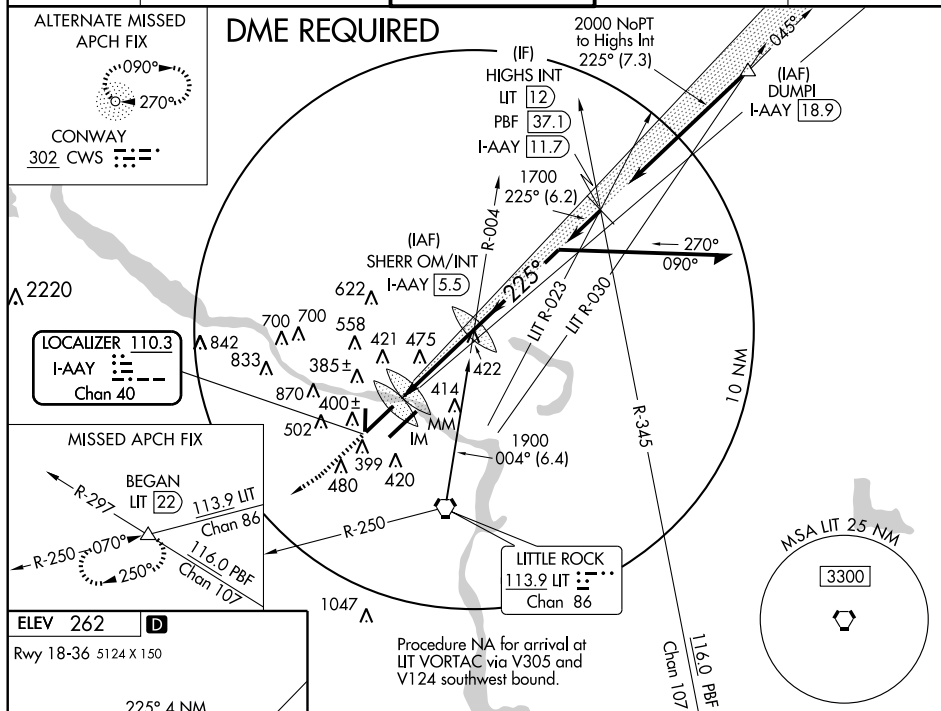 ALTERNATE MISSED
APCH FIX
090°
270°
CONWAY
302 CWS
DME REQUIRED
2000 NoPT
to Highs Int
225° (7.3)
045°
(IAF)
DUMPI
I-AAY 18.9
(IF)
HIGHS INT
LIT 12
PBF 37.1
I-AAY 11.7
1700
225° (6.2)
R-004
270°
090°
225°
LIT R-023
LIT R-030
(IAF)
SHERR OM/INT
I-AAY 5.5
10 NM
R-345
2220
622
700
700
558
842
421
475
422
833
385±
870
400±
414
502
IM
MM
399
480
420
LOCALIZER 110.3
I-AAY
Chan 40
1900
004° (6.4)
MISSED APCH FIX
BEGAN
LIT 22
R-297
113.9 LIT
Chan 86
R-250
070°
250°
116.0 PBF
Chan 107
R-250
LITTLE ROCK
113.9 LIT
Chan 86
1047
MSA LIT 25 NM
3300
116.0 PBF
Chan 107
Procedure NA for arrival at
LIT VORTAC via V305 and
V124 southwest bound.
ELEV 262 D
Rwy 18-36 5124 X 150
225° 4 NM